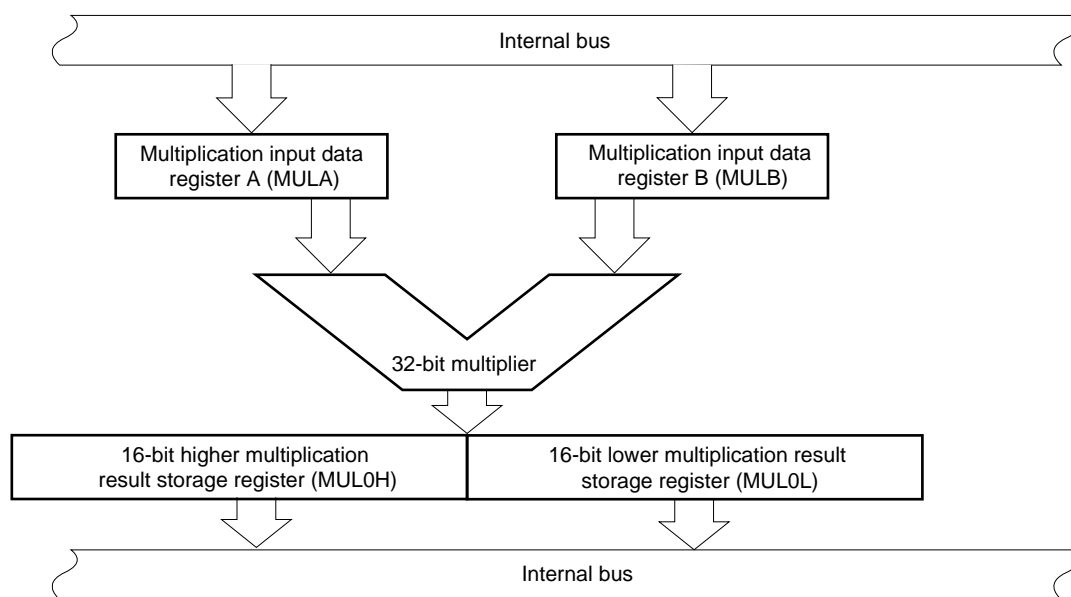 Internal bus
Multiplication input data
register A (MULA)
Multiplication input data
register B (MULB)
32-bit multiplier
16-bit higher multiplication
result storage register (MUL0H)
16-bit lower multiplication result
storage register (MUL0L)
Internal bus